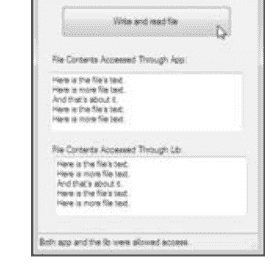 Write and read file
File Contents Accessed Through App:
Here is the file's text.
Here is more file text.
And that's about it.
Here is the file's text.
Here is more file text.
File Contents Accessed Through Lib:
Here is the file's text.
Here is more file text.
And that's about it.
Here is the file's text.
Here is more file text.
Both app and the lib were allowed access.